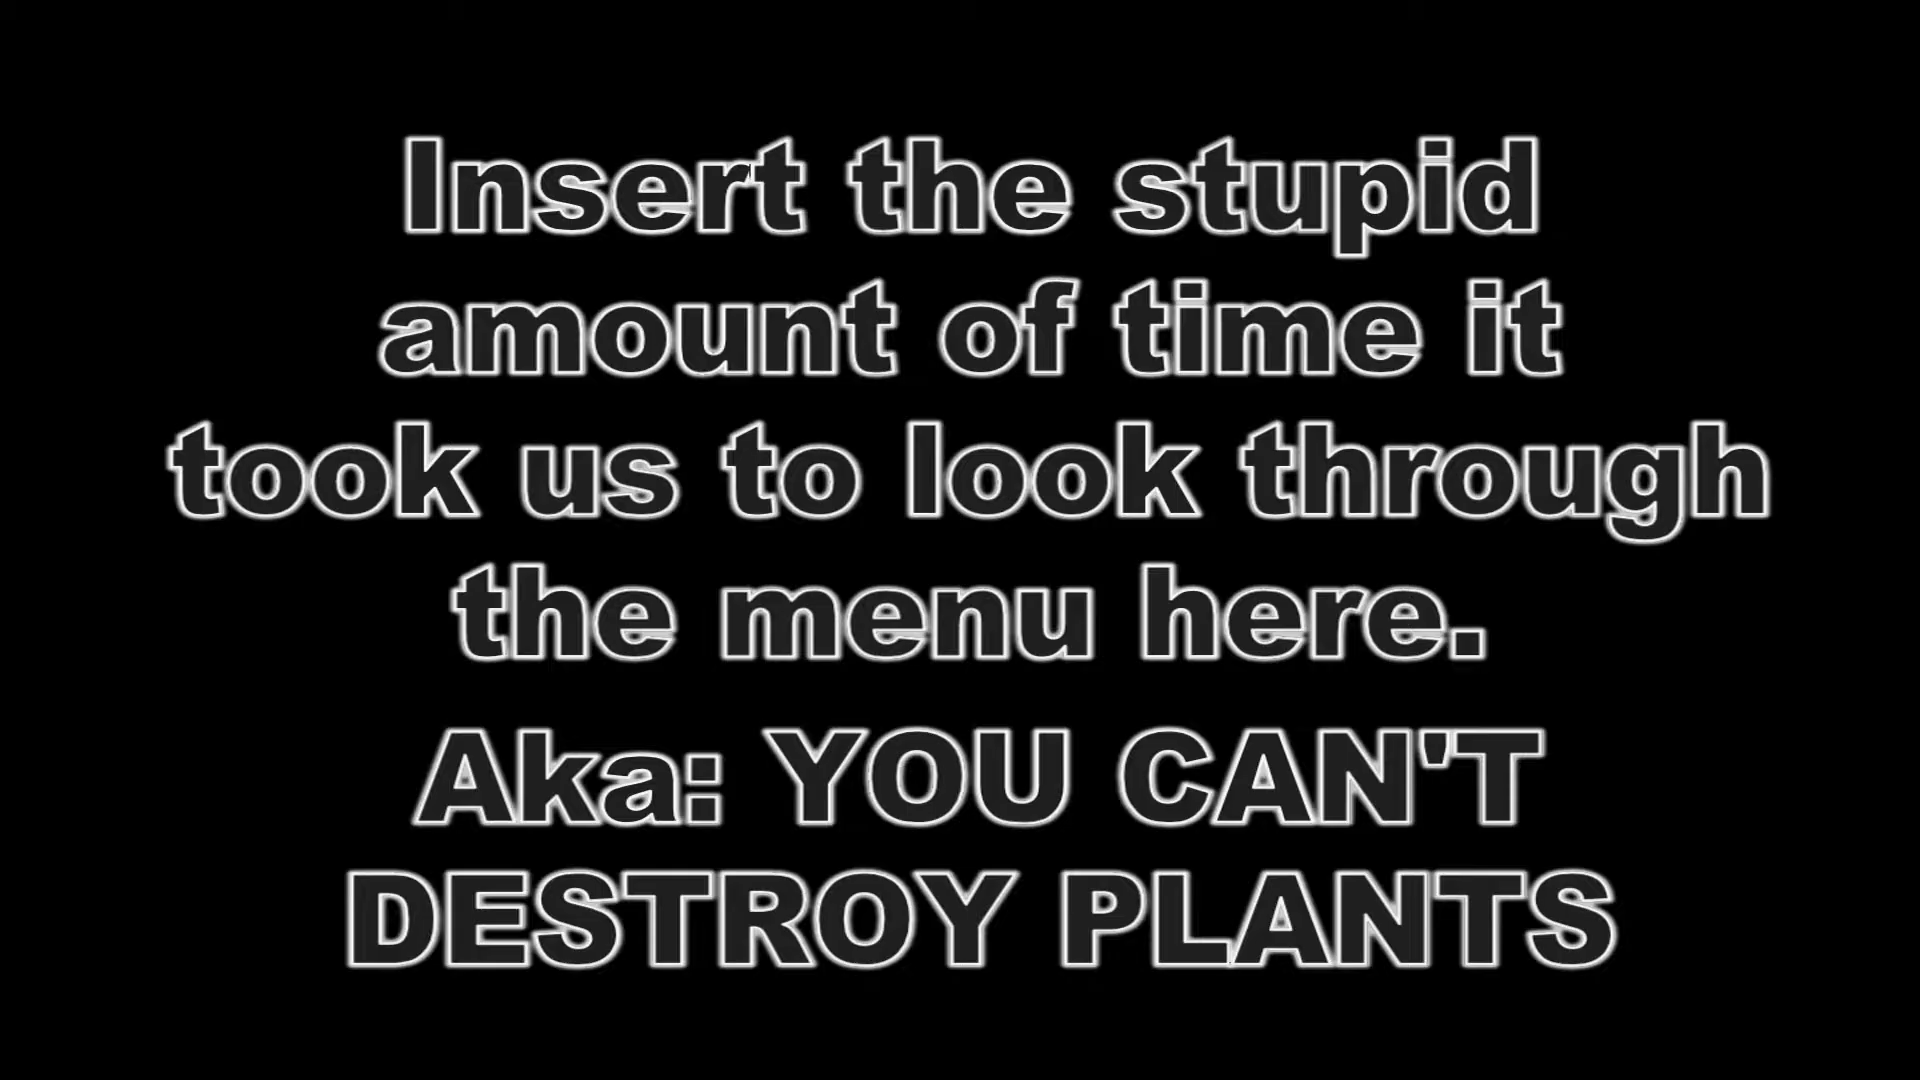 Insert the stupid
amount of time it
took us to look through
the menu here.
Aka: YOU CAN'T
DESTROY PLANTS